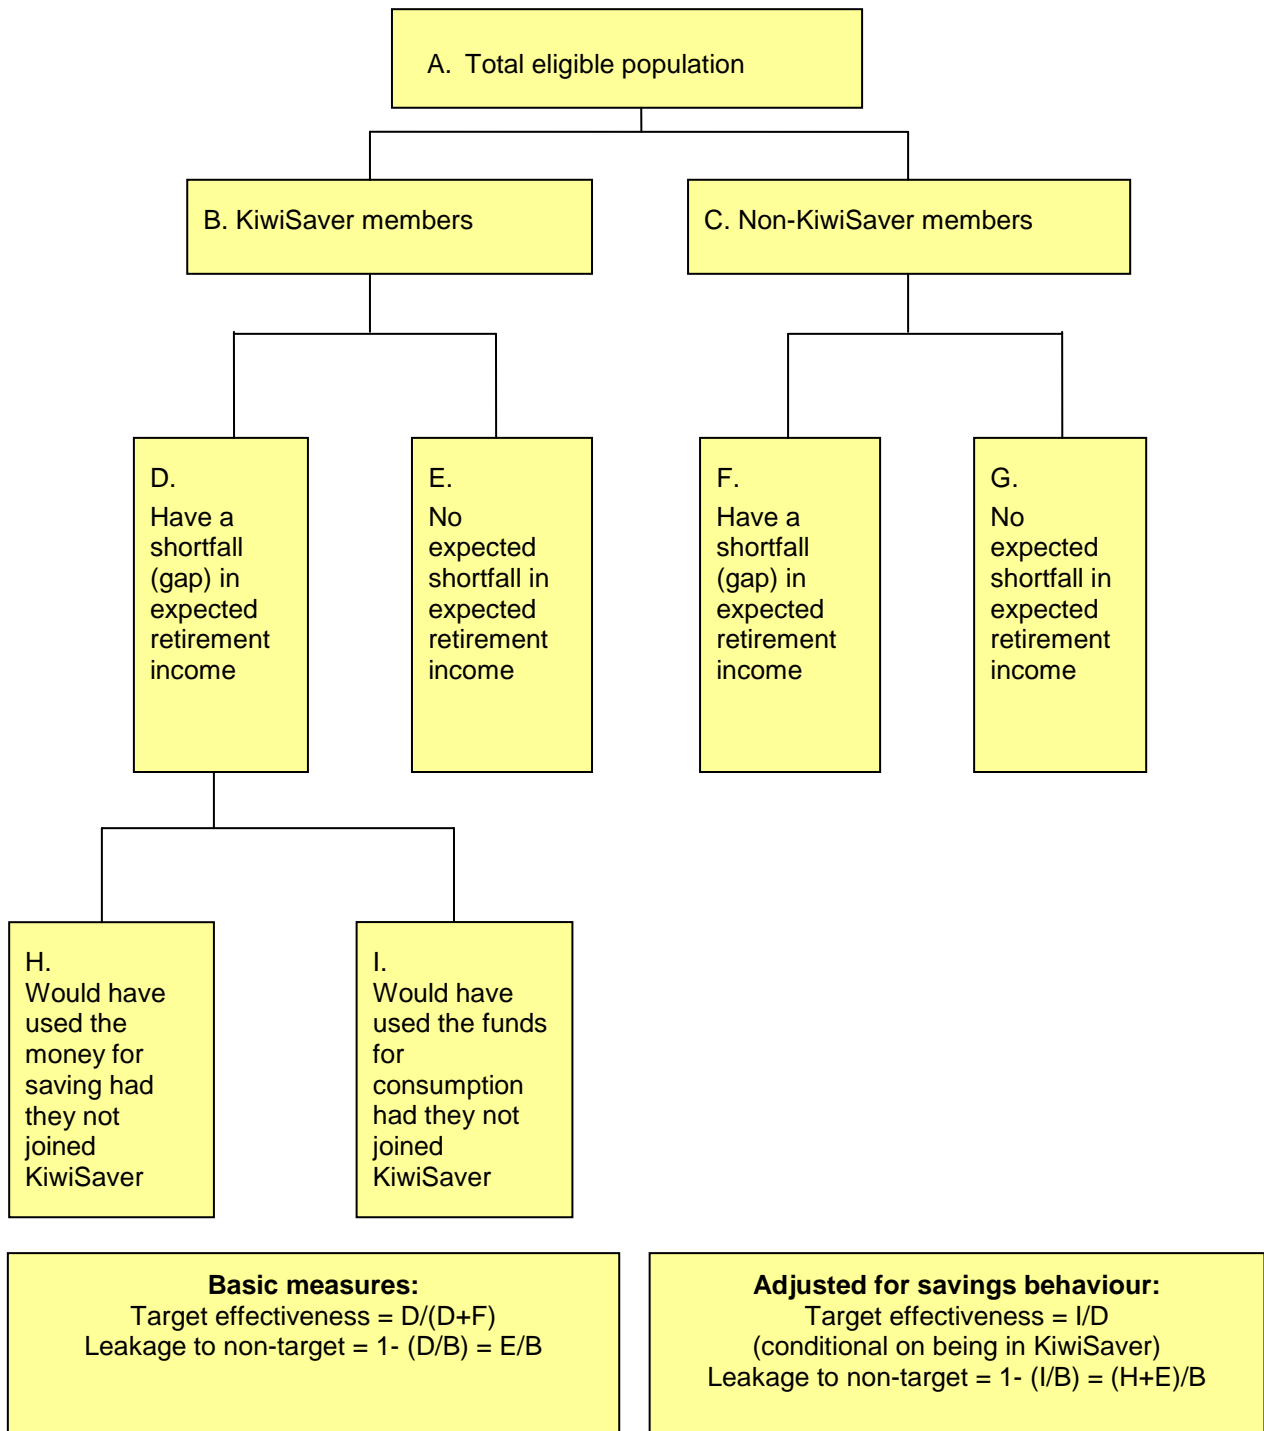 A. Total eligible population
B. KiwiSaver members
C. Non-KiwiSaver members
D.
Have a
shortfall
(gap) in
expected
retirement
income
E.
No
expected
shortfall in
expected
retirement
income
F.
Have a
shortfall
(gap) in
expected
retirement
income
G.
No
expected
shortfall in
expected
retirement
income
H.
Would have
used the
money for
saving had
they not
joined
KiwiSaver
I.
Would have
used the funds
for
consumption
had they not
joined
KiwiSaver
Basic measures:
Target effectiveness = D/(D+F)
Leakage to non-target = 1- (D/B) = E/B
Adjusted for savings behaviour:
Target effectiveness = I/D
(conditional on being in KiwiSaver)
Leakage to non-target = 1- (I/B) = (H+E)/B